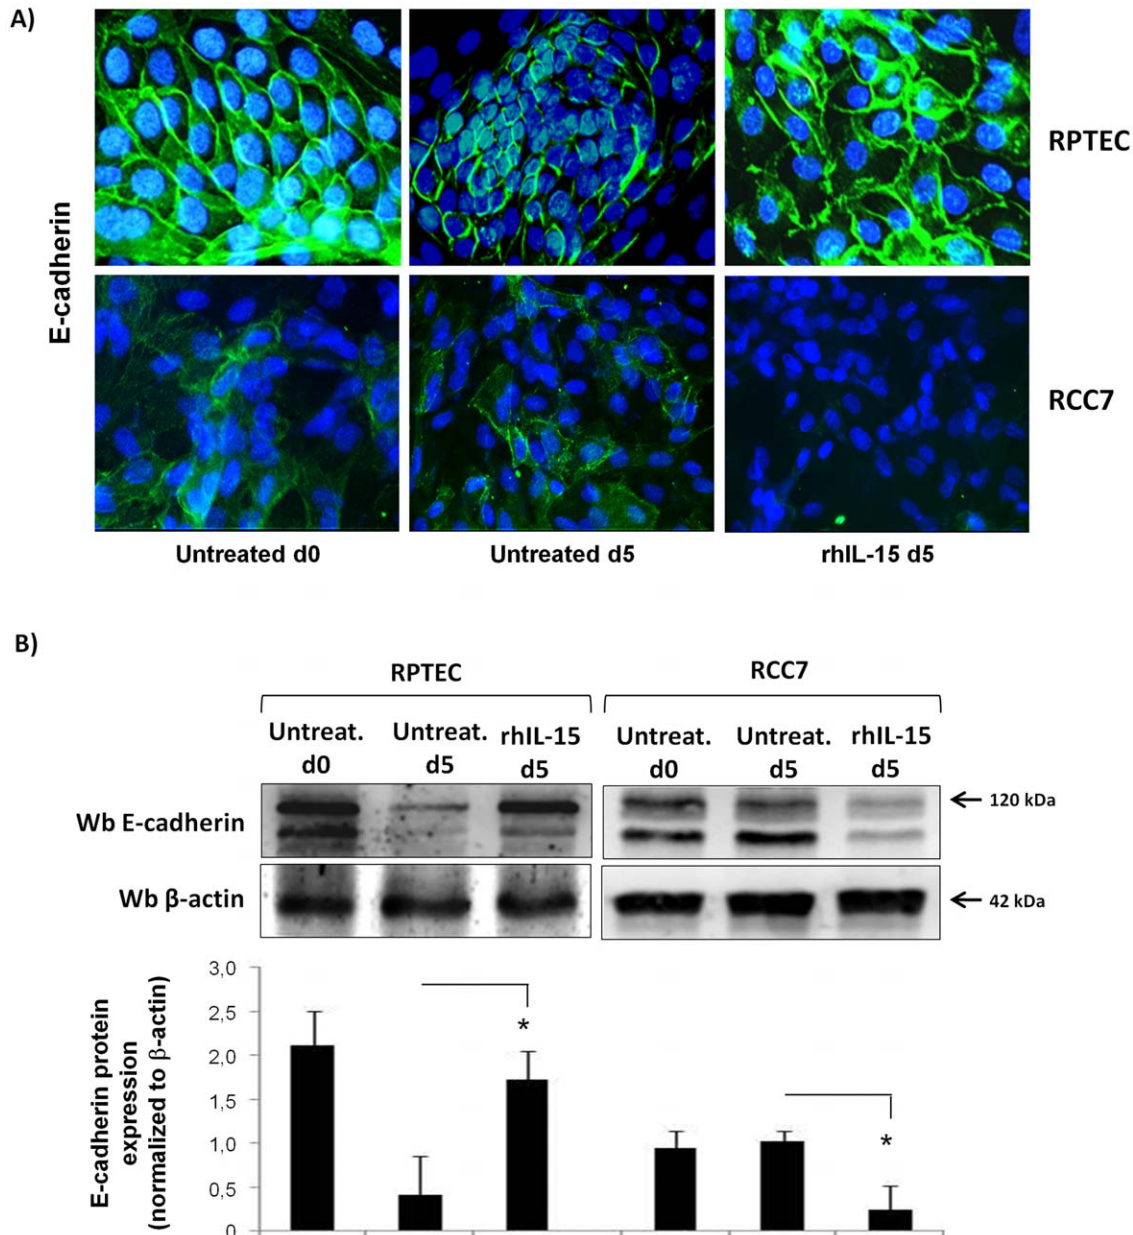 A)
E-cadherin
RPTEC
RCC7
Untreated d0
Untreated d5
rhIL-15 d5
B)
RPTEC
RCC7
Untreat. d0
Untreat. d5
rhIL-15 d5
Untreat. d0
Untreat. d5
rhIL-15 d5
Wb E-cadherin
120 kDa
Wb β-actin
42 kDa
E-cadherin protein
expression
(normalized to β-actin)
3,0
2,5
2,0
1,5
1,0
0,5
0
*
*